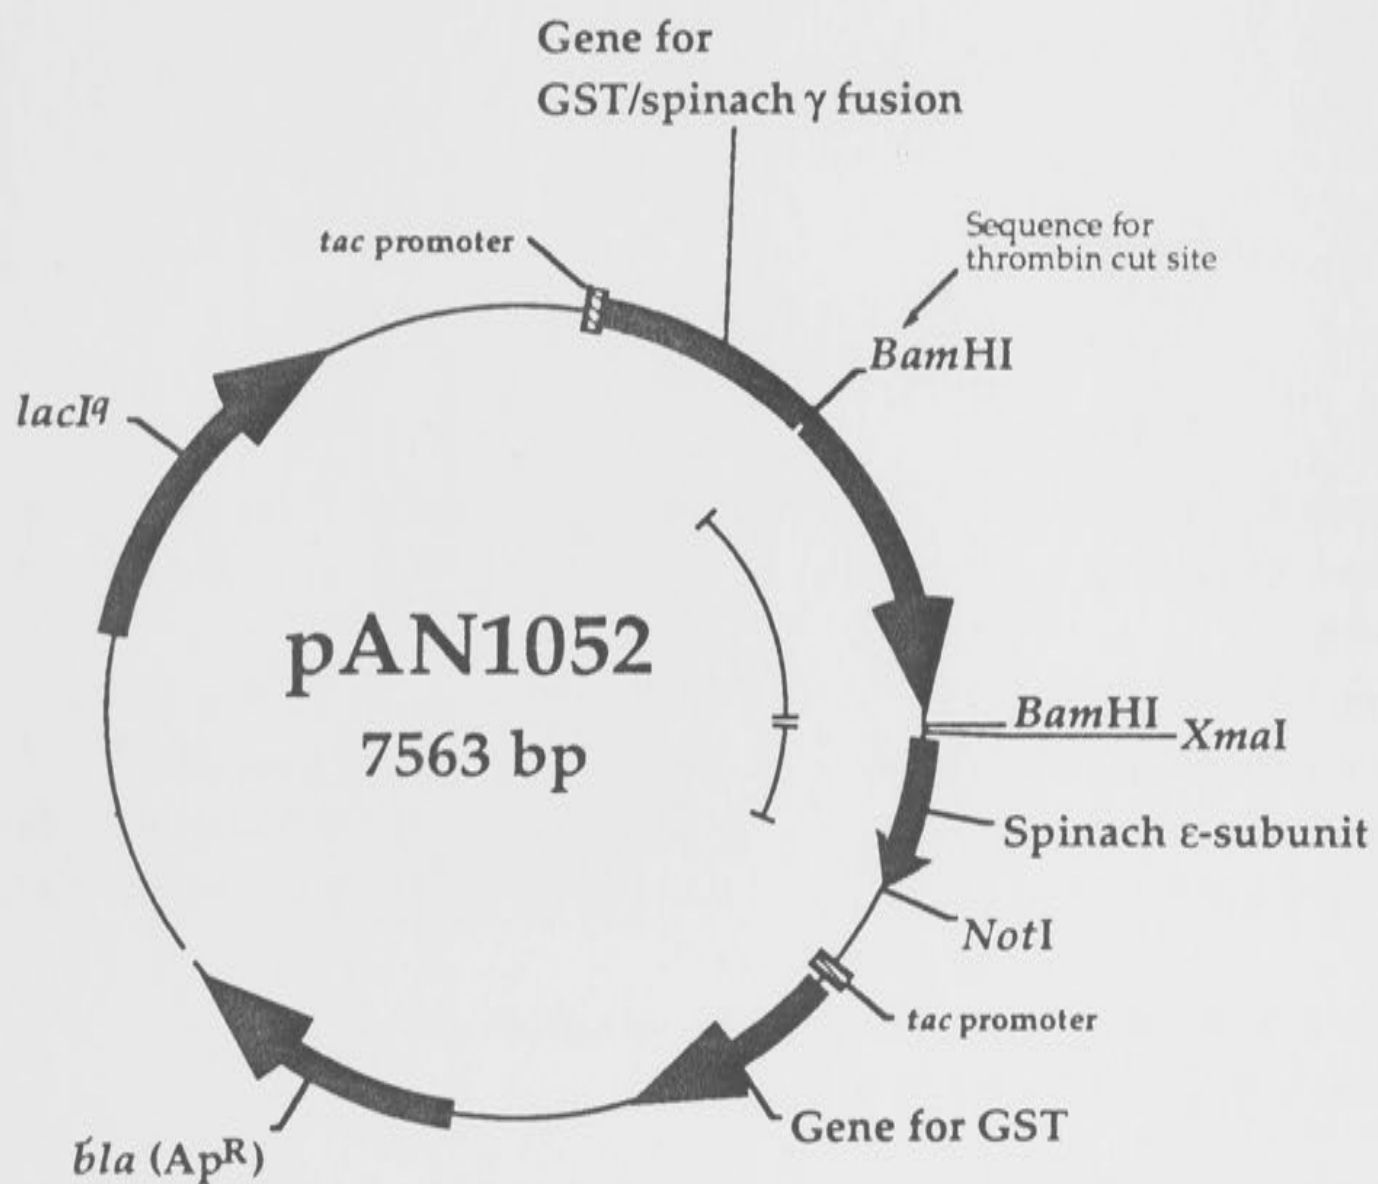 Gene for
GST/spinach γ fusion
Sequence for
thrombin cut site
tac promoter
BamHI
lacIq
pAN1052
7563 bp
BamHI
XmaI
Spinach ε-subunit
NotI
tac promoter
Gene for GST
bla (ApR)